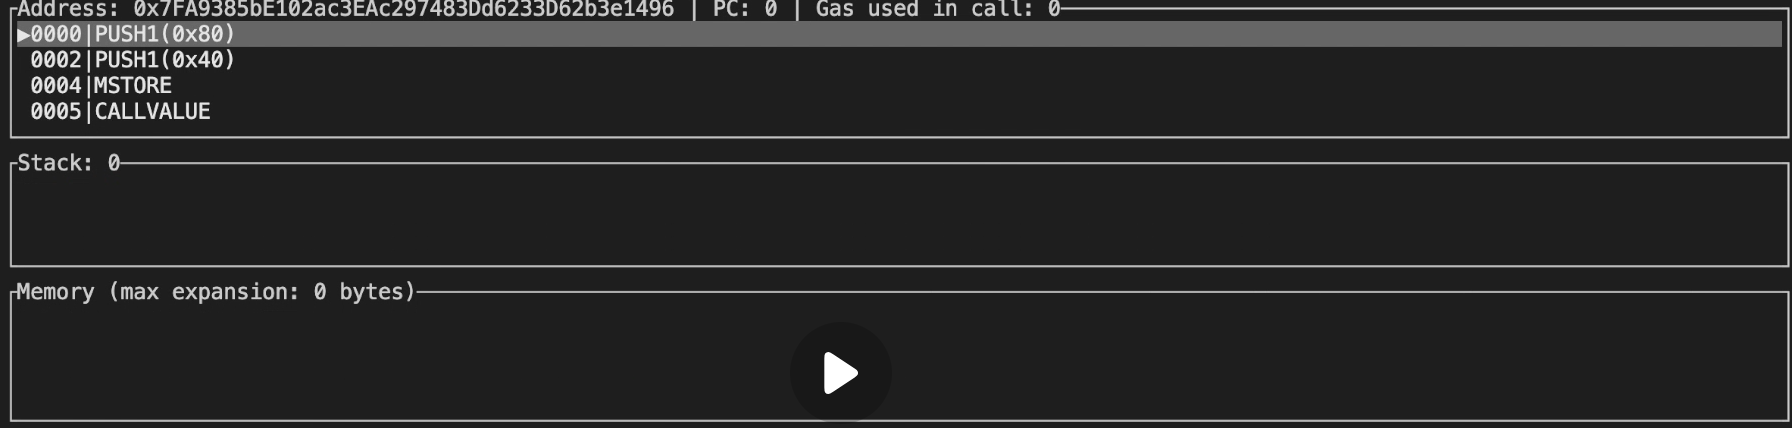 Address: 0x7FA9385bE102ac3EAc297483Dd6233D62b3e1496 | PC: 0 | Gas used in call: 0
▶0000|PUSH1(0x80)
0002|PUSH1(0x40)
0004|MSTORE
0005|CALLVALUE
Stack: 0
Memory (max expansion: 0 bytes)